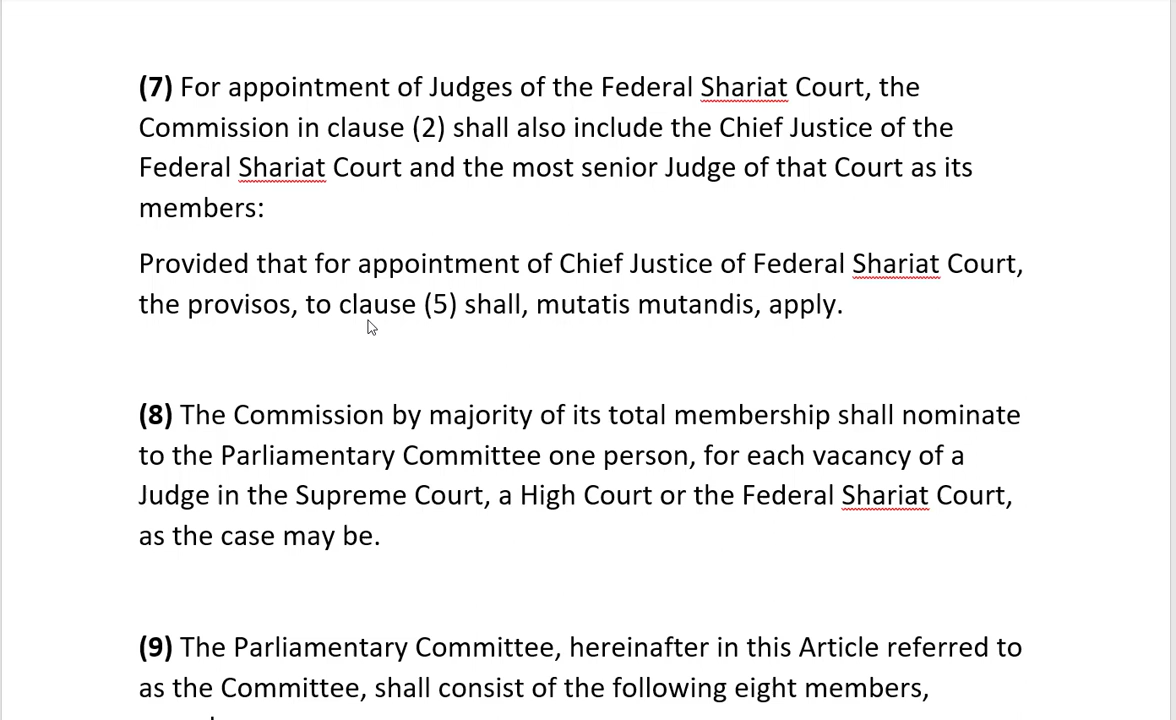 (7) For appointment of Judges of the Federal Shariat Court, the
Commission in clause (2) shall also include the Chief Justice of the
Federal Shariat Court and the most senior Judge of that Court as its
members:
Provided that for appointment of Chief Justice of Federal Shariat Court,
the provisos, to clause (5) shall, mutatis mutandis, apply.
(8) The Commission by majority of its total membership shall nominate
to the Parliamentary Committee one person, for each vacancy of a
Judge in the Supreme Court, a High Court or the Federal Shariat Court,
as the case may be.
(9) The Parliamentary Committee, hereinafter in this Article referred to
as the Committee, shall consist of the following eight members,